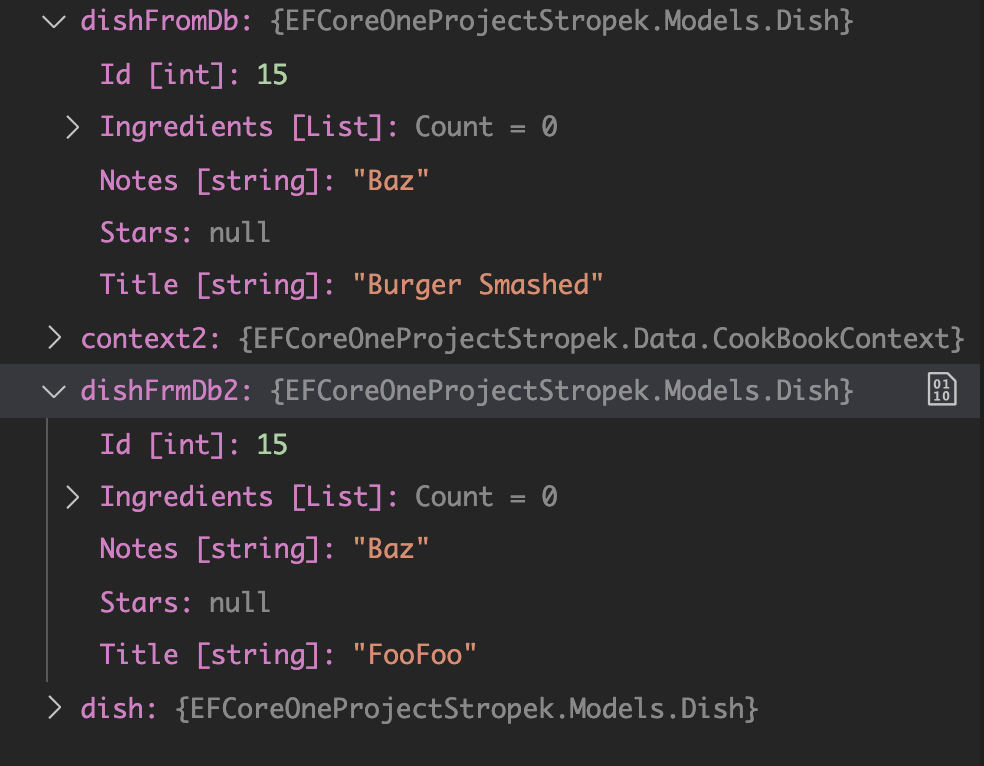 dishFromDb: {EFCoreOneProjectStropek.Models.Dish}
Id [int]: 15
Ingredients [List]: Count = 0
Notes [string]: "Baz"
Stars: null
Title [string]: "Burger Smashed"
context2: {EFCoreOneProjectStropek.Data.CookBookContext}
dishFrmDb2: {EFCoreOneProjectStropek.Models.Dish}
Id [int]: 15
Ingredients [List]: Count = 0
Notes [string]: "Baz"
Stars: null
Title [string]: "FooFoo"
dish: {EFCoreOneProjectStropek.Models.Dish}